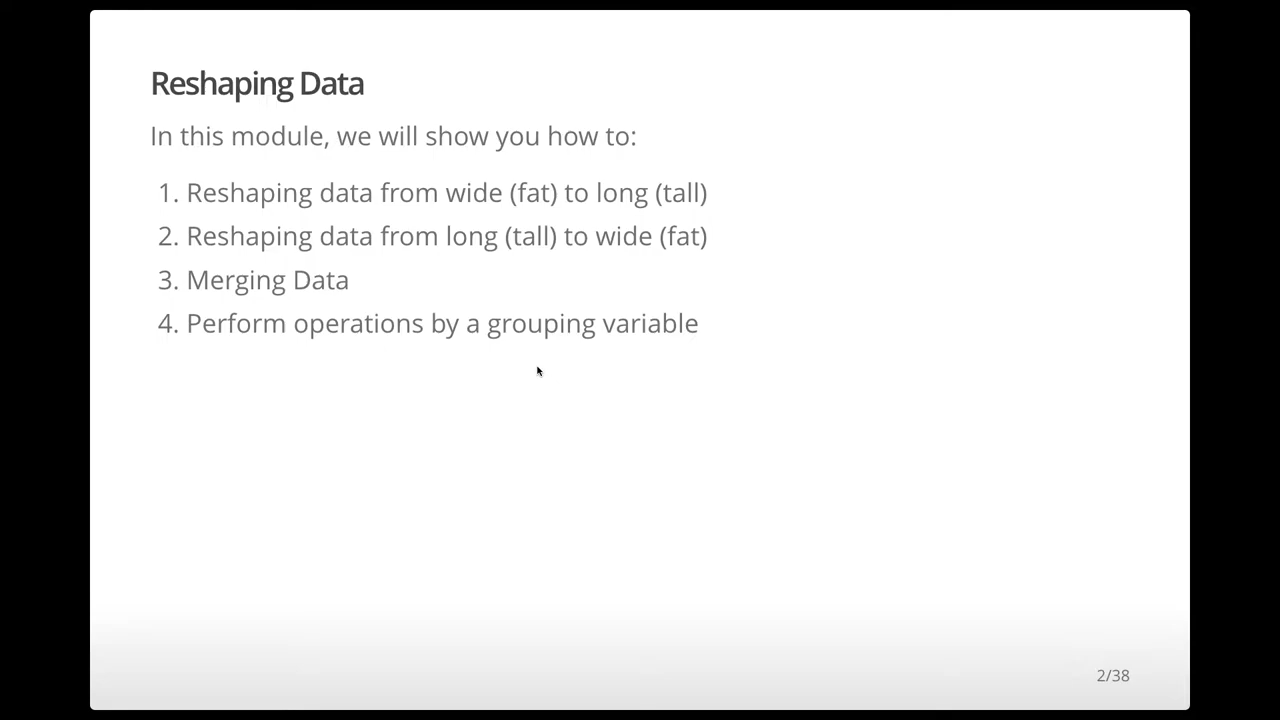 Reshaping Data
In this module, we will show you how to:
1. Reshaping data from wide (fat) to long (tall)
2. Reshaping data from long (tall) to wide (fat)
3. Merging Data
4. Perform operations by a grouping variable
2/38